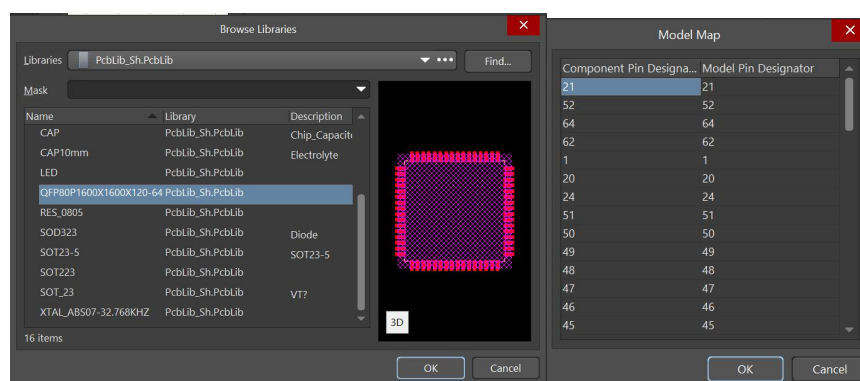 Browse Libraries
Libraries PcbLib_Sh.PcbLib Find...
Mask
Name Library Description
CAP PcbLib_Sh.PcbLib Chip_Capacit
CAP10mm PcbLib_Sh.PcbLib Electrolyte
LED PcbLib_Sh.PcbLib
QFP80P1600X1600X120-64 PcbLib_Sh.PcbLib
RES_0805 PcbLib_Sh.PcbLib
SOD323 PcbLib_Sh.PcbLib Diode
SOT23-5 PcbLib_Sh.PcbLib SOT23-5
SOT223 PcbLib_Sh.PcbLib
SOT_23 PcbLib_Sh.PcbLib VT?
XTAL_ABS07-32.768KHZ PcbLib_Sh.PcbLib
3D
16 items
OK Cancel
Model Map
Component Pin Designa... Model Pin Designator
21 21
52 52
64 64
62 62
1 1
20 20
24 24
51 51
50 50
49 49
48 48
47 47
46 46
45 45
OK Cancel